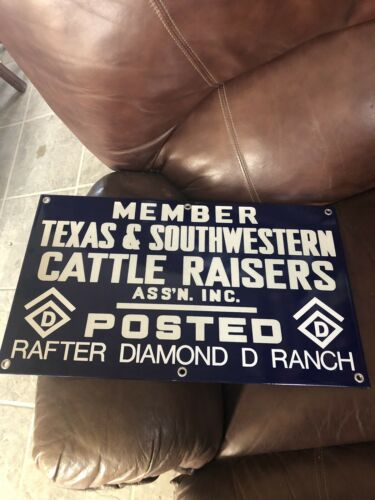 MEMBER
TEXAS & SOUTHWESTERN
CATTLE RAISERS
ASS'N. INC.
POSTED
D D
RAFTER DIAMOND D RANCH